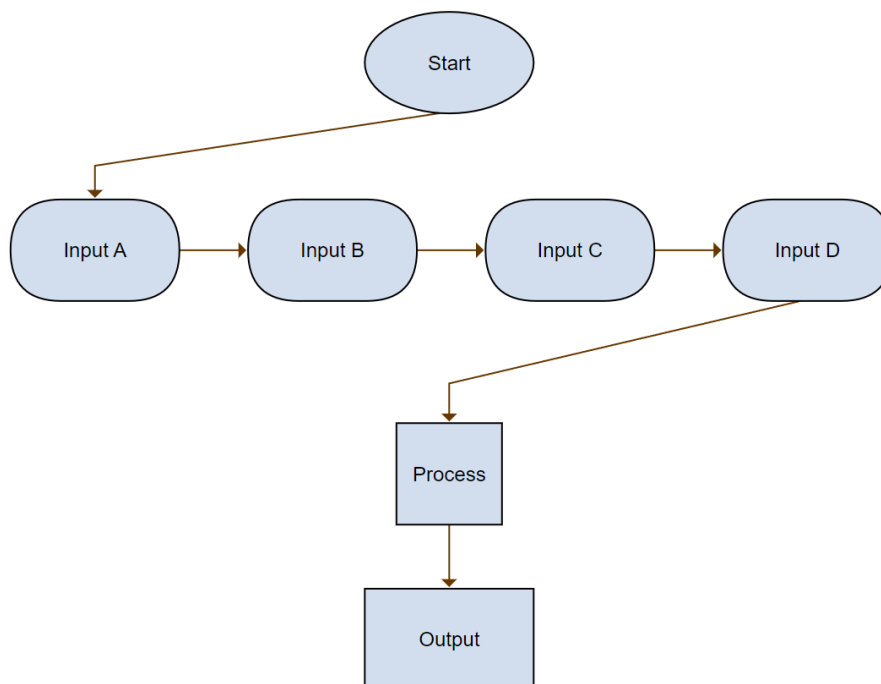 Start
Input A
Input B
Input C
Input D
Process
Output